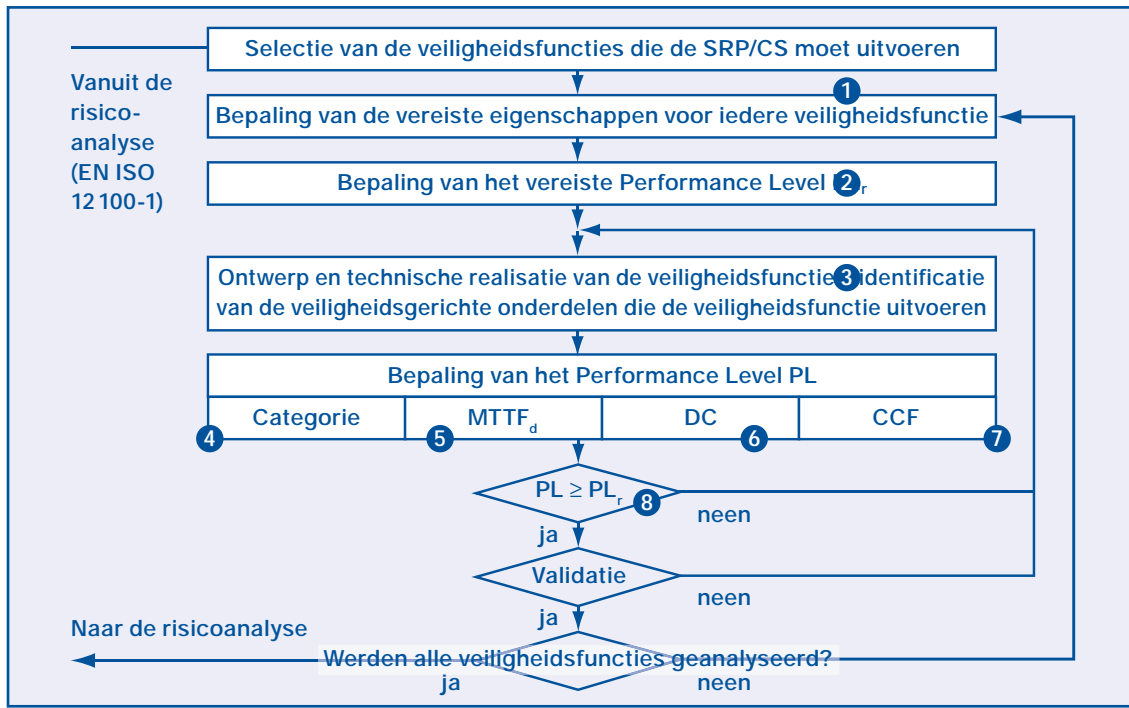 Selectie van de veiligheidsfuncties die de SRP/CS moet uitvoeren
Vanuit de
risico-
analyse
(EN ISO
12 100-1)
1
Bepaling van de vereiste eigenschappen voor iedere veiligheidsfunctie
Bepaling van het vereiste Performance Level 2 r
Ontwerp en technische realisatie van de veiligheidsfunctie 3 identificatie
van de veiligheidsgerichte onderdelen die de veiligheidsfunctie uitvoeren
Bepaling van het Performance Level PL
Categorie MTTFd DC CCF
4 5 6 7
PL ≥ PLr 8
neen
ja
Validatie
neen
ja
Naar de risicoanalyse
Werden alle veiligheidsfuncties geanalyseerd?
ja neen